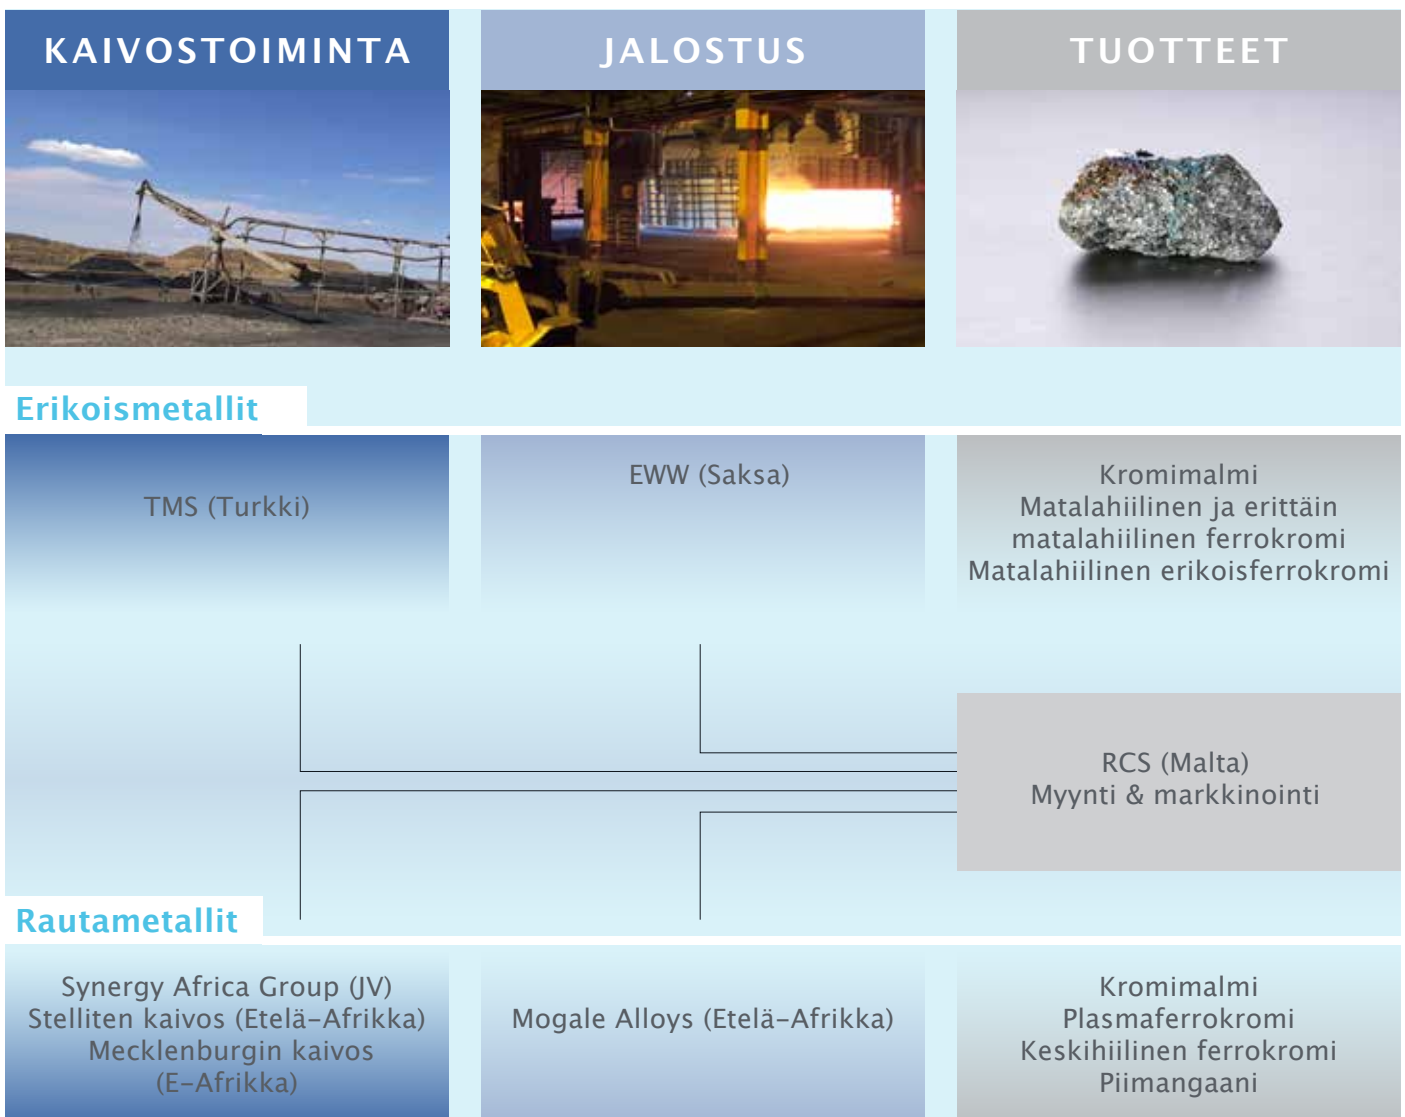 KAIVOSTOIMINTA
JALOSTUS
TUOTTEET
Erikoismetallit
TMS (Turkki)
EWW (Saksa)
Kromimalmi
Matalahiilinen ja erittäin
matalahiilinen ferrokromi
Matalahiilinen erikoisferrokromi
RCS (Malta)
Myynti & markkinointi
Rautametallit
Synergy Africa Group (JV)
Stelliten kaivos (Etelä-Afrikka)
Mecklenburgin kaivos
(E-Afrikka)
Mogale Alloys (Etelä-Afrikka)
Kromimalmi
Plasmaferrokromi
Keskihiilinen ferrokromi
Piimangaani